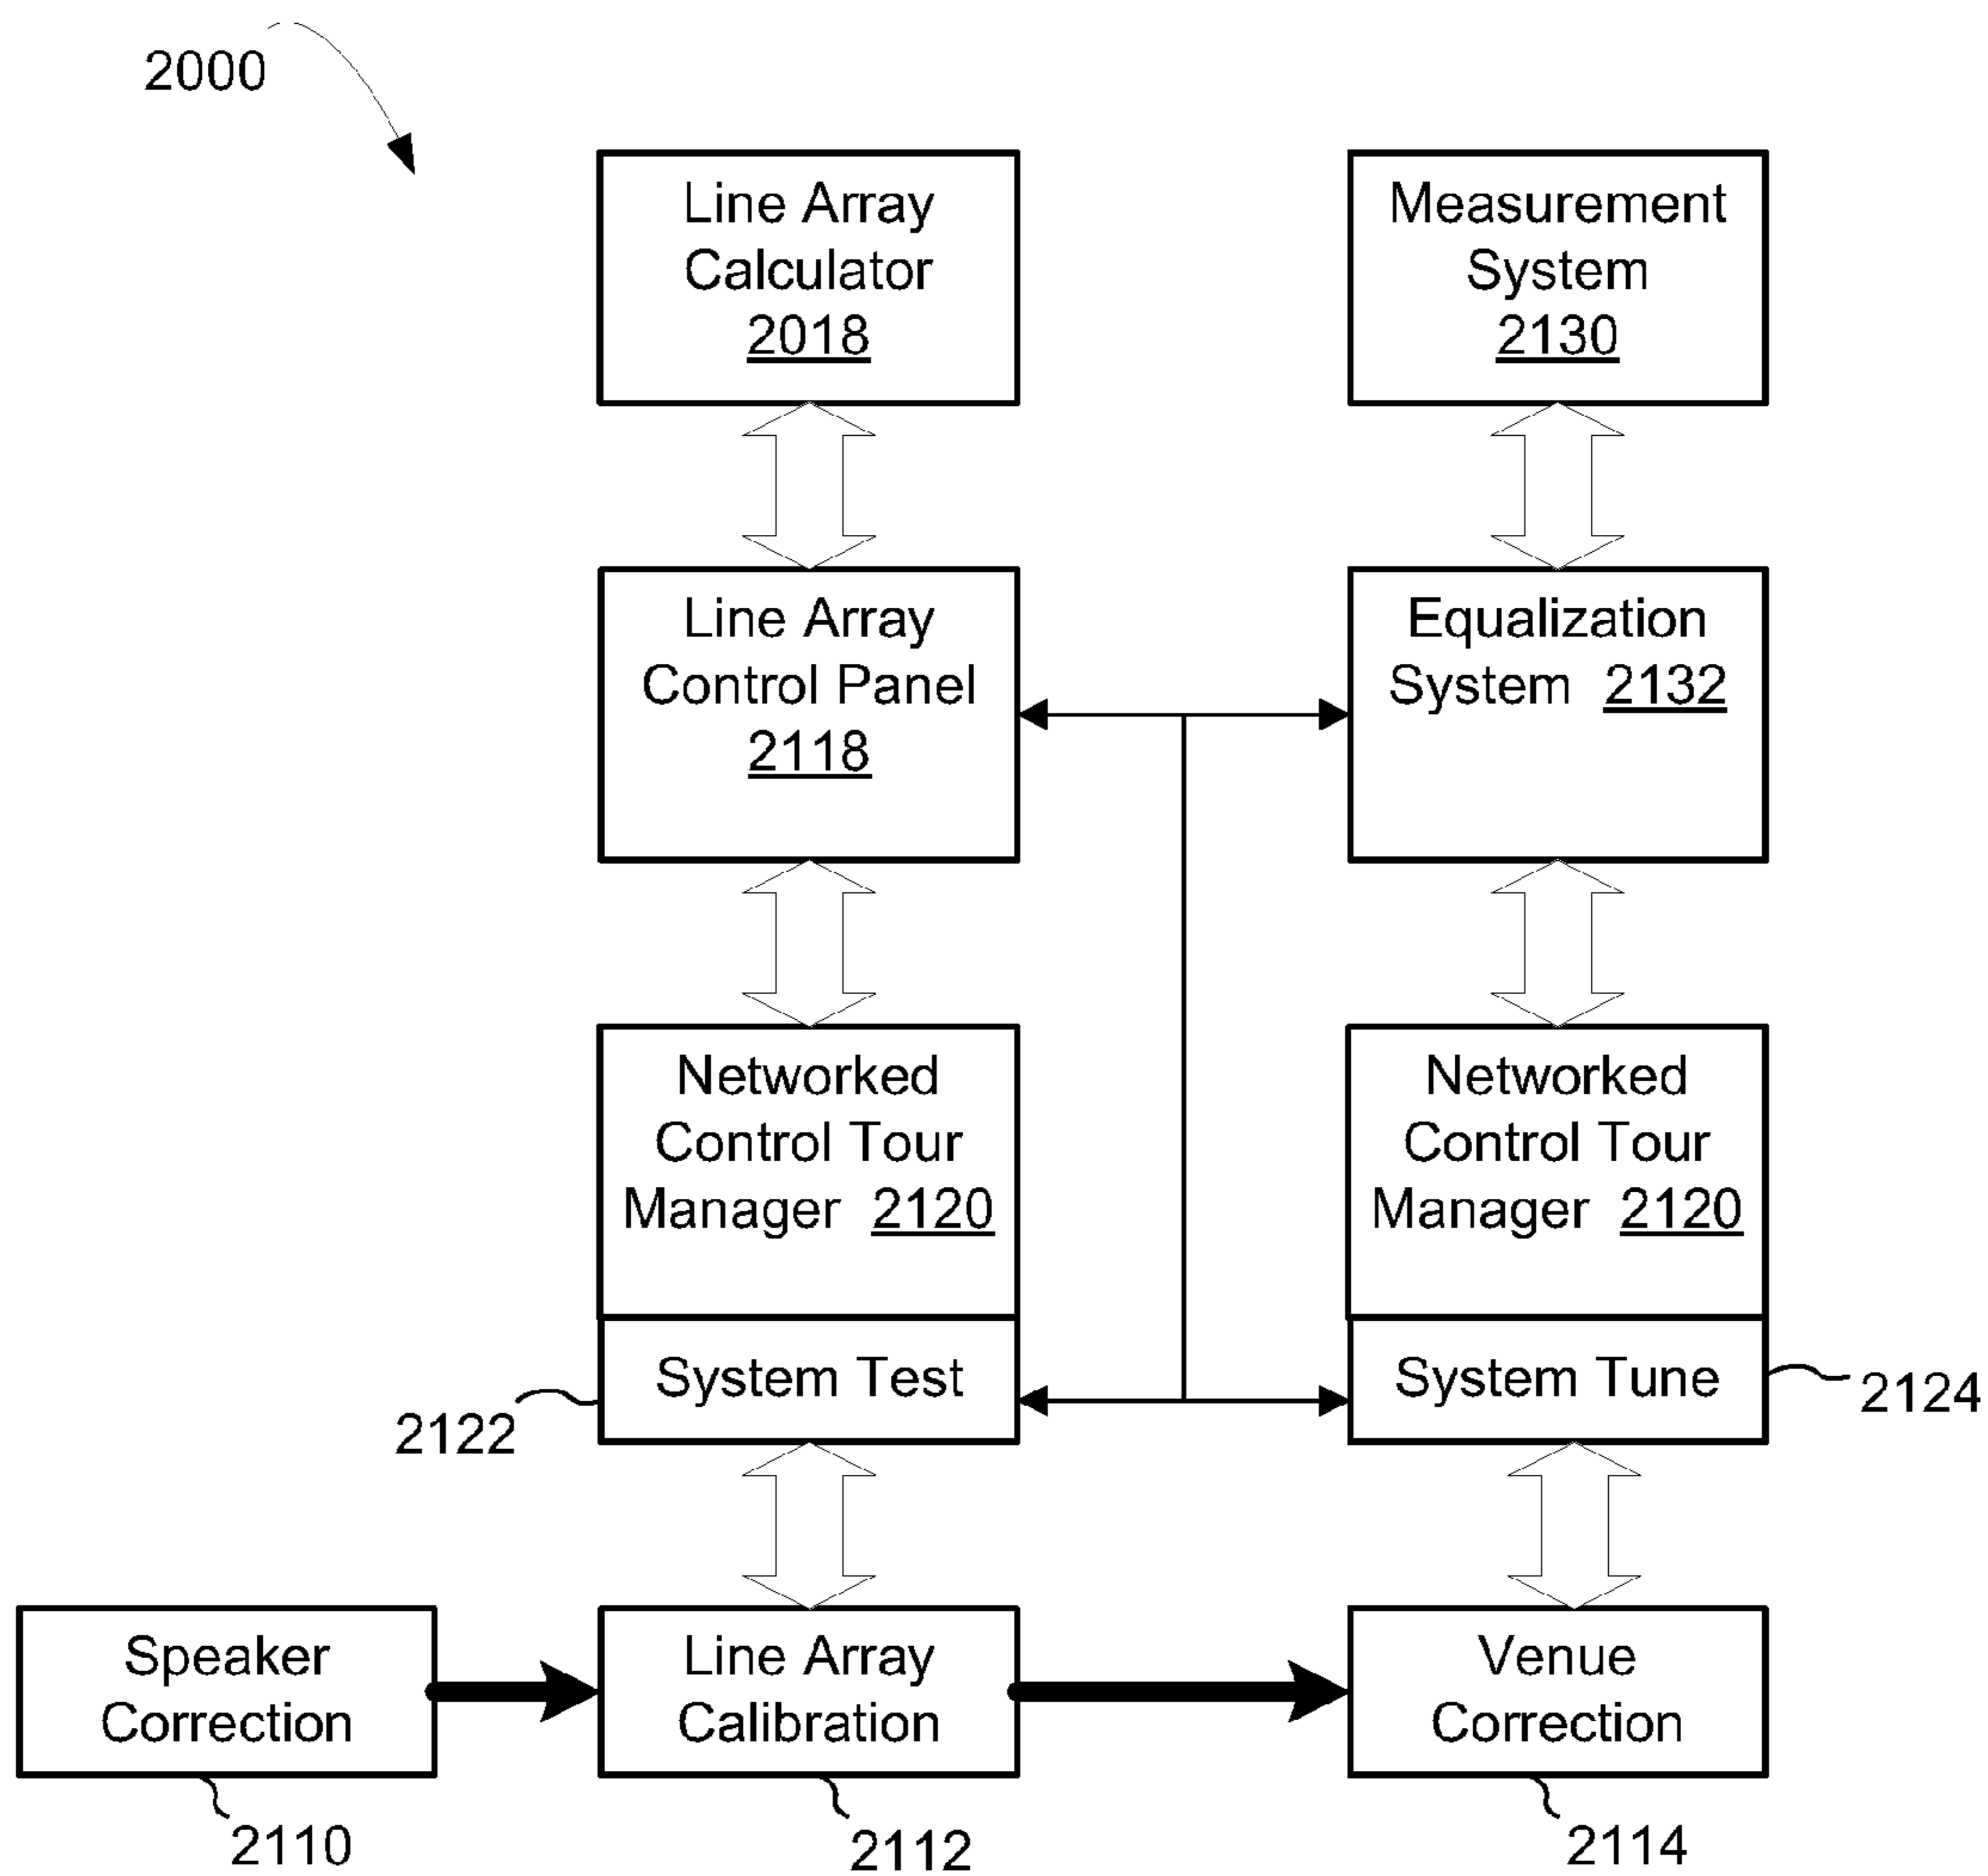 2000
Line Array
Calculator
2018
Measurement
System
2130
Line Array
Control Panel
2118
Equalization
System 2132
Networked
Control Tour
Manager 2120
Networked
Control Tour
Manager 2120
System Test
2122
System Tune
2124
Speaker
Correction
2110
Line Array
Calibration
2112
Venue
Correction
2114